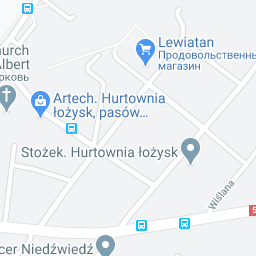 Lewiatan
Продовольственный
магазин
hurch
Albert
рковь
Artech. Hurtownia
łożysk, pasów…
Stożek. Hurtownia łożysk
Wiślana
cer Niedźwiedź